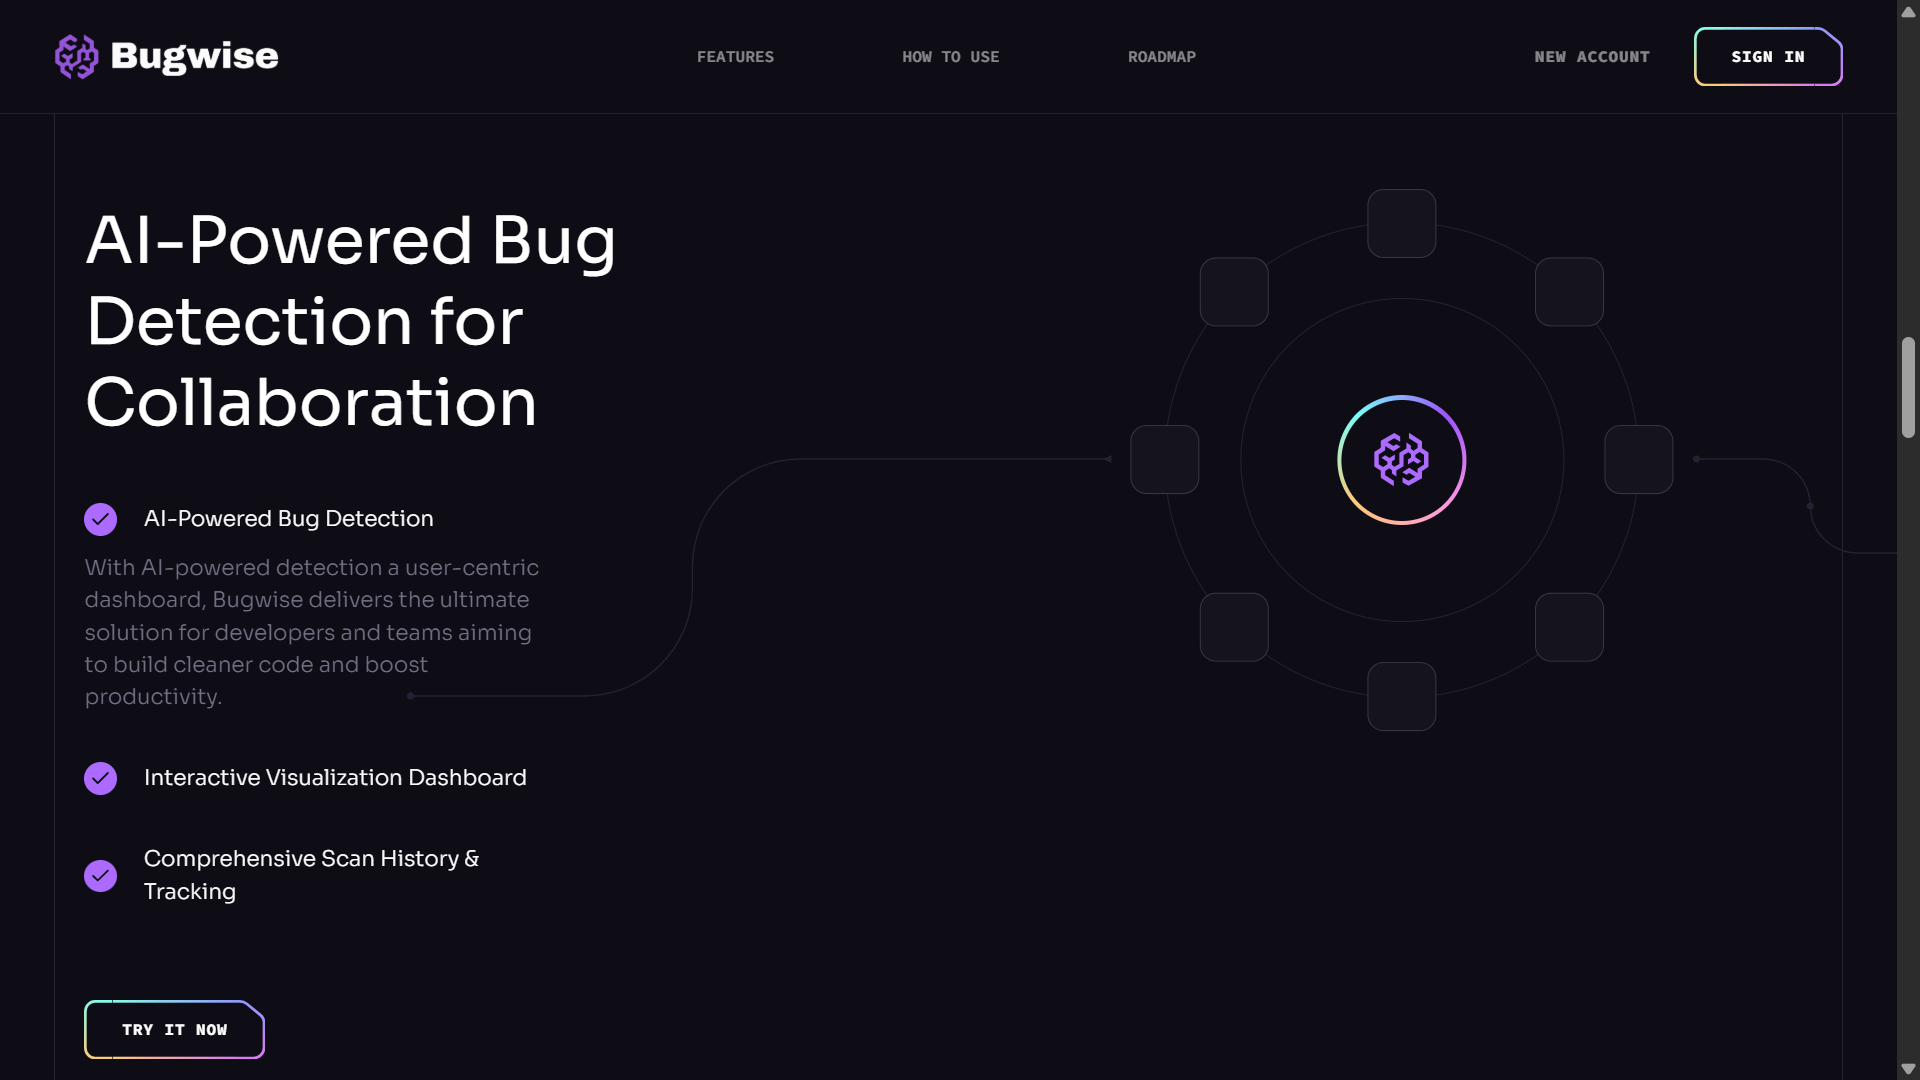 Bugwise
FEATURES
HOW TO USE
ROADMAP
NEW ACCOUNT
SIGN IN
AI-Powered Bug
Detection for
Collaboration
AI-Powered Bug Detection
With AI-powered detection a user-centric
dashboard, Bugwise delivers the ultimate
solution for developers and teams aiming
to build cleaner code and boost
productivity.
Interactive Visualization Dashboard
Comprehensive Scan History &
Tracking
TRY IT NOW